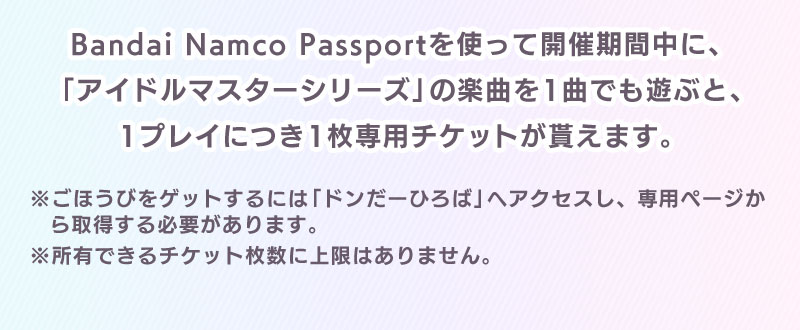 Bandai Namco Passportを使って開催期間中に、
「アイドルマスターシリーズ」の楽曲を1曲でも遊ぶと、
1プレイにつき1枚専用チケットが貰えます。
※ごほうびをゲットするには「ドンだーひろば」へアクセスし、専用ページか
ら取得する必要があります。
※所有できるチケット枚数に上限はありません。